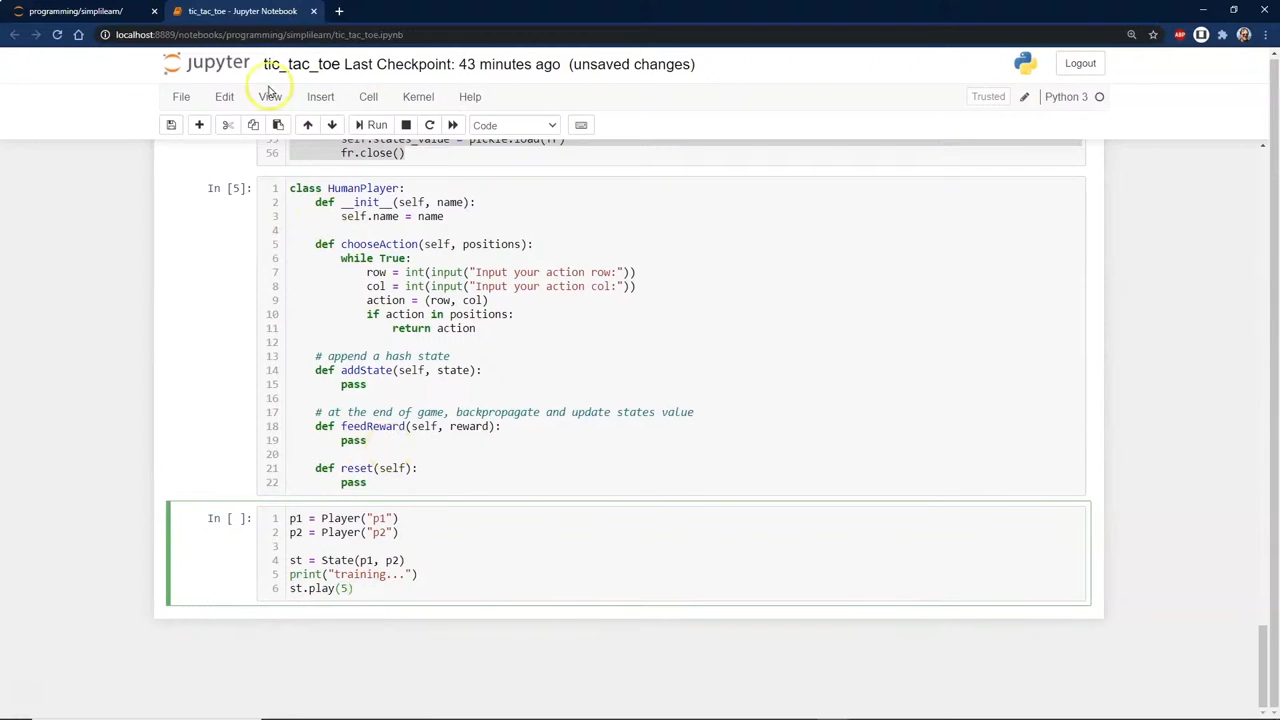 programming/simplilearn/
tic_tac_toe - Jupyter Notebook
localhost:8889/notebooks/programming/simplilearn/tic_tac_toe.ipynb
ABP
jupyter tic_tac_toe Last Checkpoint: 43 minutes ago (unsaved changes)
Logout
File Edit View Insert Cell Kernel Help
Trusted
Python 3
Run
Code
55 self.states_value = pickle.load(fr)
56 fr.close()
In [5]:
1 class HumanPlayer:
2 def __init__(self, name):
3 self.name = name
4
5 def chooseAction(self, positions):
6 while True:
7 row = int(input("Input your action row:"))
8 col = int(input("Input your action col:"))
9 action = (row, col)
10 if action in positions:
11 return action
12
13 # append a hash state
14 def addState(self, state):
15 pass
16
17 # at the end of game, backpropagate and update states value
18 def feedReward(self, reward):
19 pass
20
21 def reset(self):
22 pass
In [ ]:
1 p1 = Player("p1")
2 p2 = Player("p2")
3
4 st = State(p1, p2)
5 print("training...")
6 st.play(5)